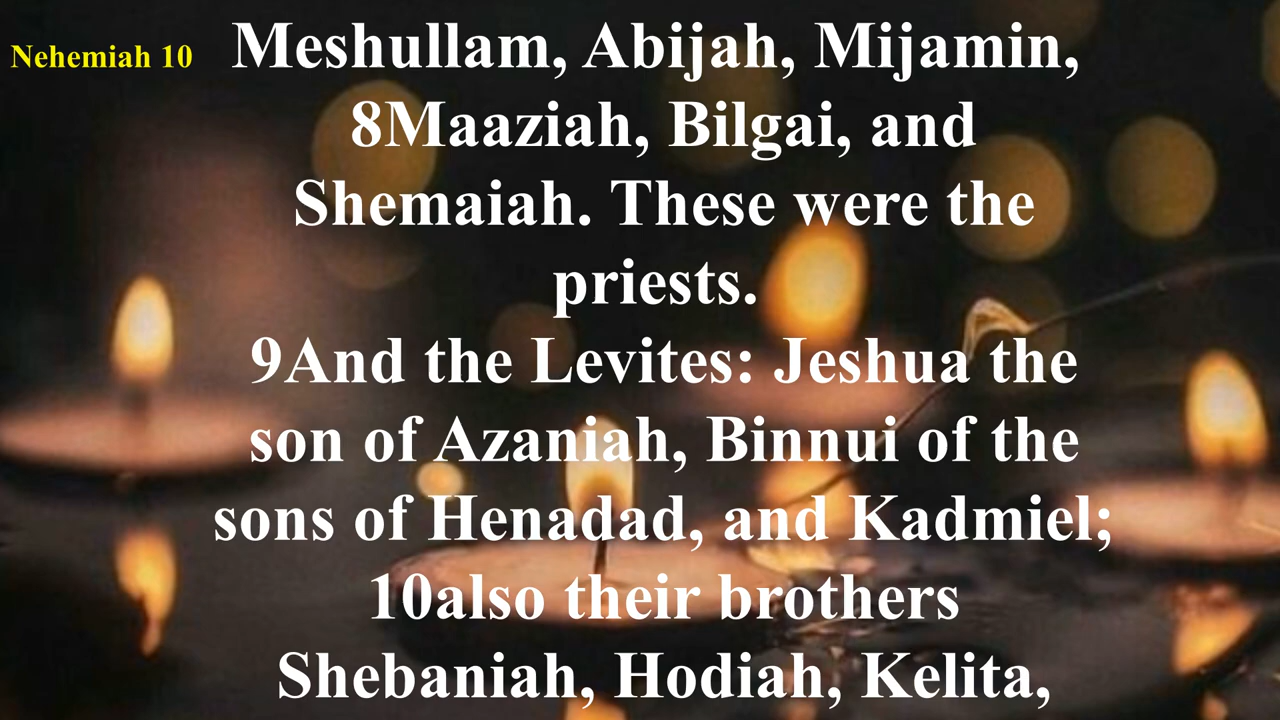 Nehemiah 10
Meshullam, Abijah, Mijamin,
8Maaziah, Bilgai, and
Shemaiah. These were the
priests.
9And the Levites: Jeshua the
son of Azaniah, Binnui of the
sons of Henadad, and Kadmiel;
10also their brothers
Shebaniah, Hodiah, Kelita,